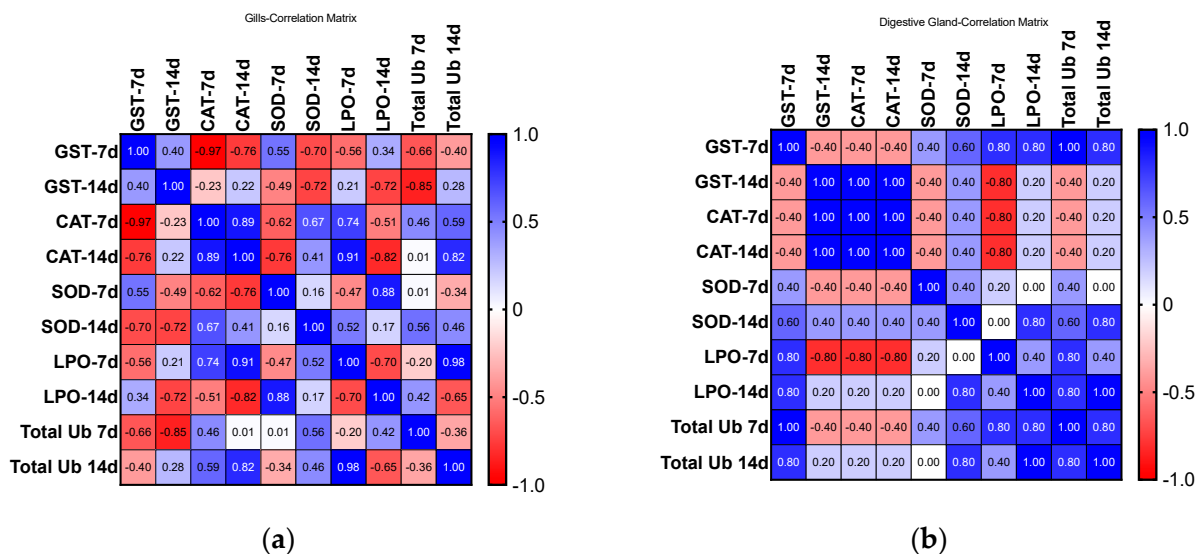 Gills-Correlation Matrix
GST-7d GST-14d CAT-7d CAT-14d SOD-7d SOD-14d LPO-7d LPO-14d Total Ub 7d Total Ub 14d
GST-7d 1.00 0.40 -0.97 -0.76 0.55 -0.70 -0.56 0.34 -0.66 -0.40
GST-14d 0.40 1.00 -0.23 0.22 -0.49 -0.72 0.21 -0.72 -0.85 0.28
CAT-7d -0.97 -0.23 1.00 0.89 -0.62 0.67 0.74 -0.51 0.46 0.59
CAT-14d -0.76 0.22 0.89 1.00 -0.76 0.41 0.91 -0.82 0.01 0.82
SOD-7d 0.55 -0.49 -0.62 -0.76 1.00 0.16 -0.47 0.88 0.01 -0.34
SOD-14d -0.70 -0.72 0.67 0.41 0.16 1.00 0.52 0.17 0.56 0.46
LPO-7d -0.56 0.21 0.74 0.91 -0.47 0.52 1.00 -0.70 -0.20 0.98
LPO-14d 0.34 -0.72 -0.51 -0.82 0.88 0.17 -0.70 1.00 0.42 -0.65
Total Ub 7d -0.66 -0.85 0.46 0.01 0.01 0.56 -0.20 0.42 1.00 -0.36
Total Ub 14d -0.40 0.28 0.59 0.82 -0.34 0.46 0.98 -0.65 -0.36 1.00
1.0
0.5
0
-0.5
-1.0
(a)
Digestive Gland-Correlation Matrix
GST-7d GST-14d CAT-7d CAT-14d SOD-7d SOD-14d LPO-7d LPO-14d Total Ub 7d Total Ub 14d
GST-7d 1.00 -0.40 -0.40 -0.40 0.40 0.60 0.80 0.80 1.00 0.80
GST-14d -0.40 1.00 1.00 1.00 -0.40 0.40 -0.80 0.20 -0.40 0.20
CAT-7d -0.40 1.00 1.00 1.00 -0.40 0.40 -0.80 0.20 -0.40 0.20
CAT-14d -0.40 1.00 1.00 1.00 -0.40 0.40 -0.80 0.20 -0.40 0.20
SOD-7d 0.40 -0.40 -0.40 -0.40 1.00 0.40 0.20 0.00 0.40 0.00
SOD-14d 0.60 0.40 0.40 0.40 0.40 1.00 0.00 0.80 0.60 0.80
LPO-7d 0.80 -0.80 -0.80 -0.80 0.20 0.00 1.00 0.40 0.80 0.40
LPO-14d 0.80 0.20 0.20 0.20 0.00 0.80 0.40 1.00 0.80 1.00
Total Ub 7d 1.00 -0.40 -0.40 -0.40 0.40 0.60 0.80 0.80 1.00 0.80
Total Ub 14d 0.80 0.20 0.20 0.20 0.00 0.80 0.40 1.00 0.80 1.00
1.0
0.5
0
-0.5
-1.0
(b)